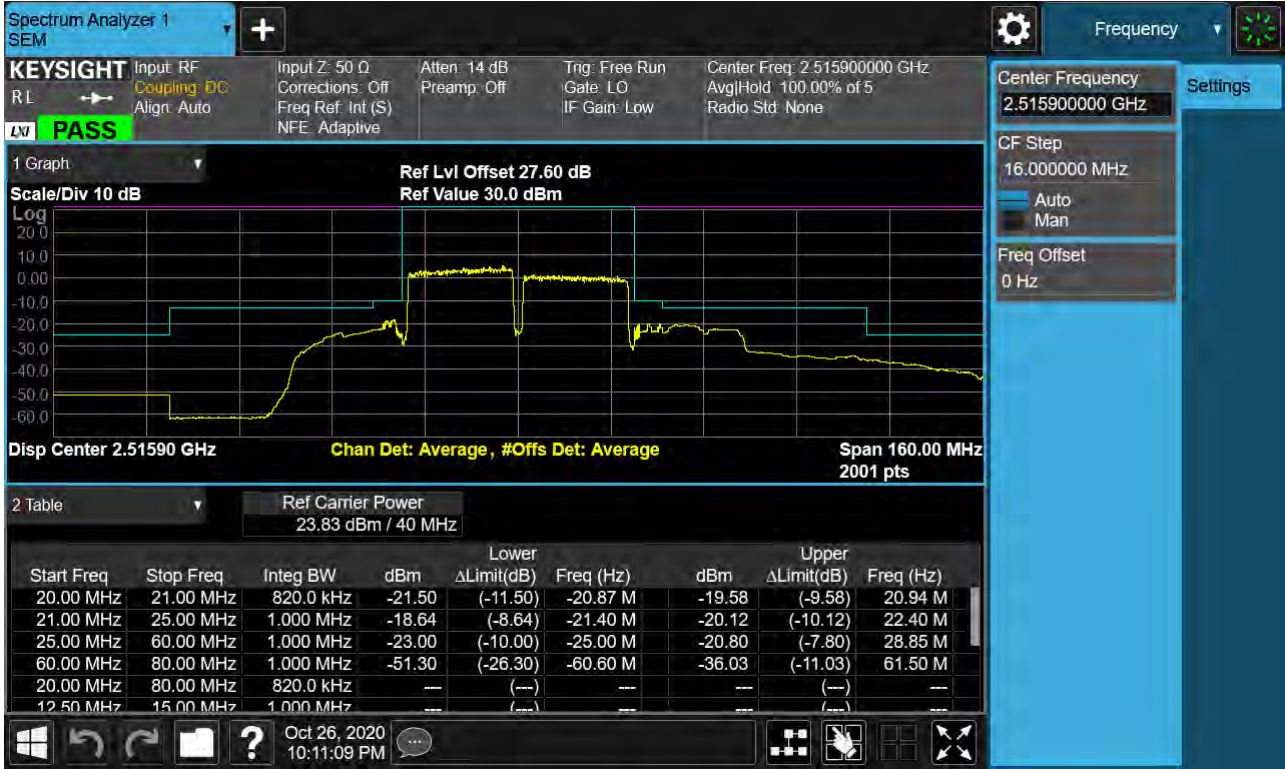 Spectrum Analyzer 1
SEM
Frequency
KEYSIGHT
RL
LXI
PASS
Input: RF
Coupling: DC
Align: Auto
Input Z: 50 Ω
Corrections: Off
Freq Ref: Int (S)
NFE: Adaptive
Atten: 14 dB
Preamp: Off
Trig: Free Run
Gate: LO
IF Gain: Low
Center Freq: 2.515900000 GHz
Avg|Hold: 100.00% of 5
Radio Std: None
Center Frequency
2.515900000 GHz
Settings
CF Step
16.000000 MHz
Auto
Man
Freq Offset
0 Hz
1 Graph
Ref Lvl Offset 27.60 dB
Scale/Div 10 dB
Ref Value 30.0 dBm
Log
20.0
10.0
0.00
-10.0
-20.0
-30.0
-40.0
-50.0
-60.0
Disp Center 2.51590 GHz
Chan Det: Average, #Offs Det: Average
Span 160.00 MHz
2001 pts
2 Table
Ref Carrier Power
23.83 dBm / 40 MHz
Lower Upper
Start Freq Stop Freq Integ BW dBm ΔLimit(dB) Freq (Hz) dBm ΔLimit(dB) Freq (Hz)
20.00 MHz 21.00 MHz 820.0 kHz -21.50 (-11.50) -20.87 M -19.58 (-9.58) 20.94 M
21.00 MHz 25.00 MHz 1.000 MHz -18.64 (-8.64) -21.40 M -20.12 (-10.12) 22.40 M
25.00 MHz 60.00 MHz 1.000 MHz -23.00 (-10.00) -25.00 M -20.80 (-7.80) 28.85 M
60.00 MHz 80.00 MHz 1.000 MHz -51.30 (-26.30) -60.60 M -36.03 (-11.03) 61.50 M
20.00 MHz 80.00 MHz 820.0 kHz --- (---) --- --- (---) ---
12.50 MHz 15.00 MHz 1.000 MHz --- (---) --- --- (---) ---
Oct 26, 2020
10:11:09 PM